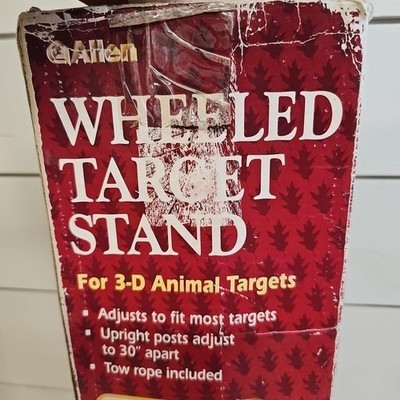 Allen
WHEELED
TARGET
STAND
For 3-D Animal Targets
▪ Adjusts to fit most targets
▪ Upright posts adjust
to 30" apart
▪ Tow rope included